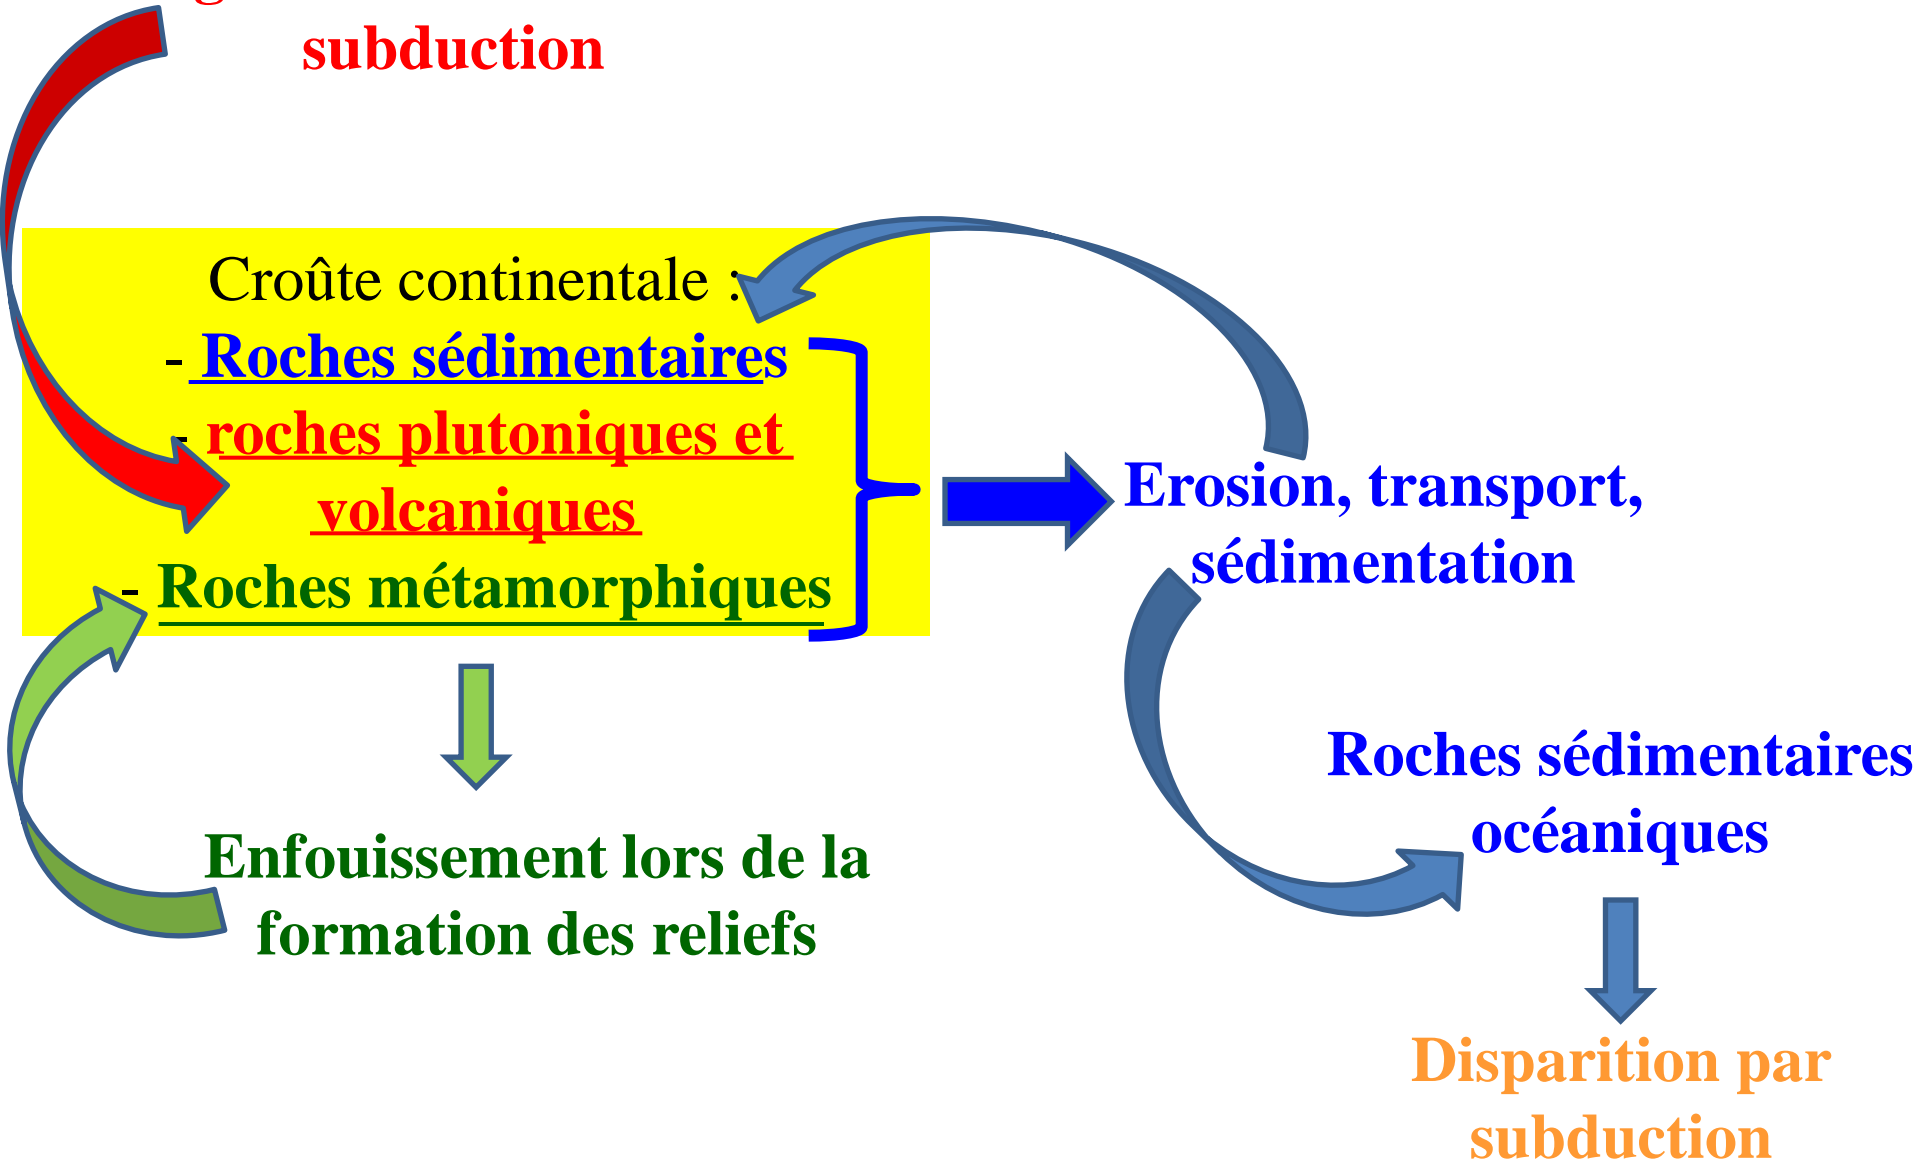 subduction
Croûte continentale :
- Roches sédimentaires
- roches plutoniques et
volcaniques
- Roches métamorphiques
Erosion, transport,
sédimentation
Roches sédimentaires
océaniques
Enfouissement lors de la
formation des reliefs
Disparition par
subduction